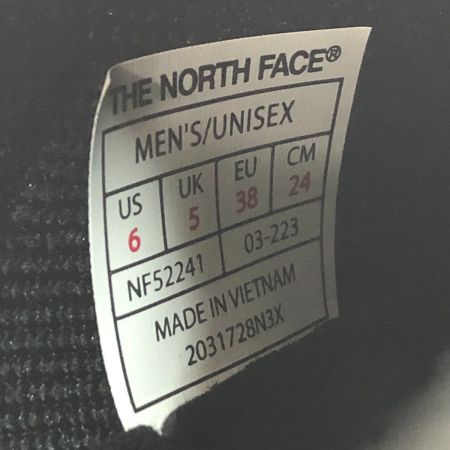 THE NORTH FACE®
MEN'S/UNISEX
US UK EU CM
6 5 38 24
NF52241 03-223
MADE IN VIETNAM
2031728N3X